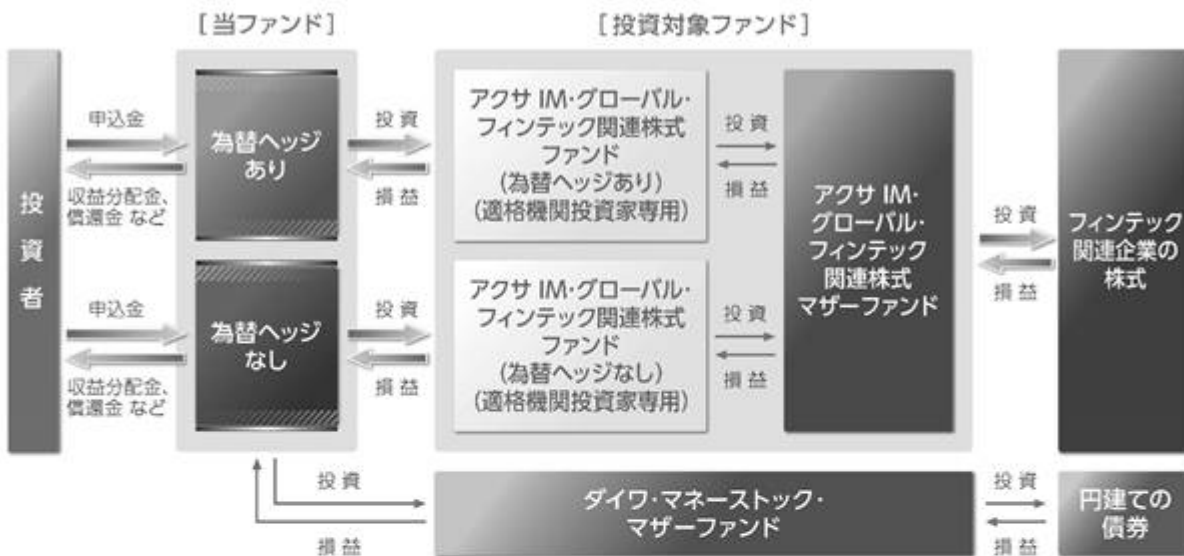 [当ファンド]
[投資対象ファンド]
投資者
申込金
収益分配金、
償還金 など
申込金
収益分配金、
償還金 など
為替ヘッジ
あり
為替ヘッジ
なし
投資
損益
投資
損益
アクサ IM・グローバル・
フィンテック関連株式
ファンド
(為替ヘッジあり)
(適格機関投資家専用)
アクサ IM・グローバル・
フィンテック関連株式
ファンド
(為替ヘッジなし)
(適格機関投資家専用)
投資
損益
投資
損益
アクサ IM・
グローバル・
フィンテック
関連株式
マザーファンド
投資
損益
フィンテック
関連企業の
株式
投資
損益
ダイワ・マネーストック・
マザーファンド
投資
損益
円建ての
債券